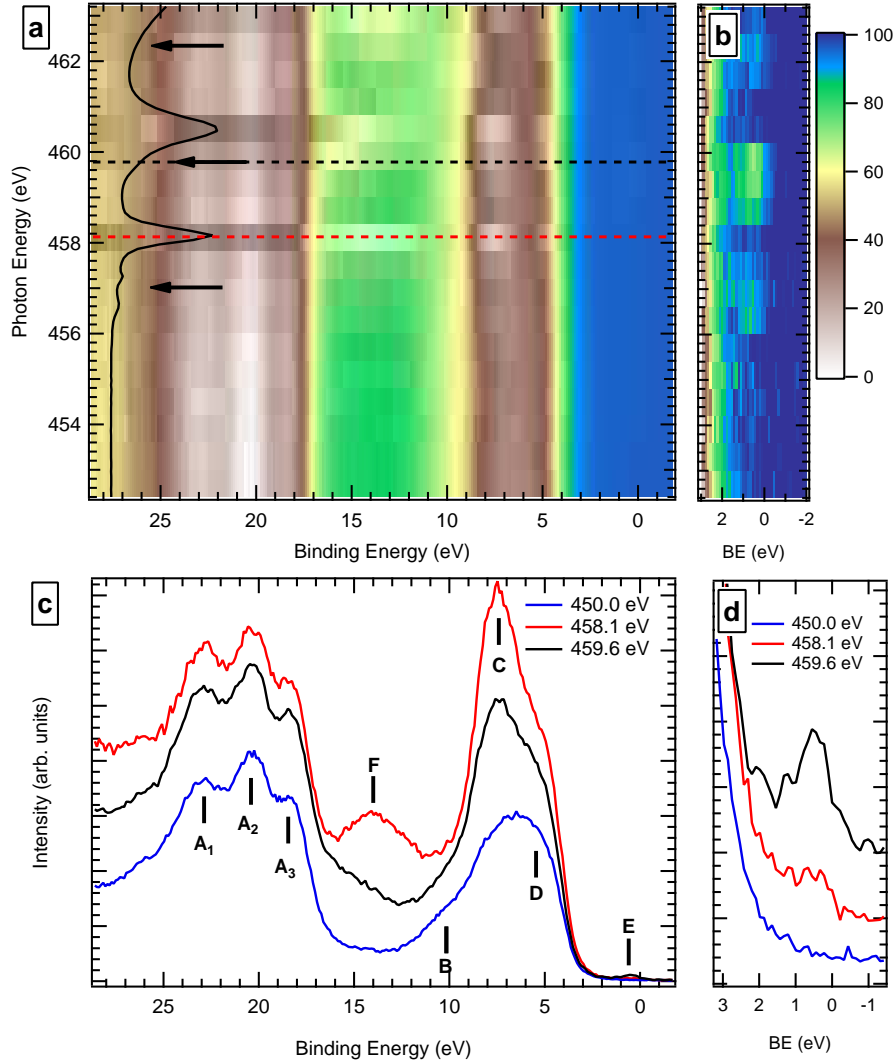 a
b
462
460
458
456
454
Photon Energy (eV)
25
20
15
10
5
0
Binding Energy (eV)
2
0
-2
BE (eV)
100
80
60
40
20
0
c
d
450.0 eV
458.1 eV
459.6 eV
450.0 eV
458.1 eV
459.6 eV
A1
A2
A3
F
B
C
D
E
Intensity (arb. units)
25
20
15
10
5
0
Binding Energy (eV)
3
2
1
0
-1
BE (eV)